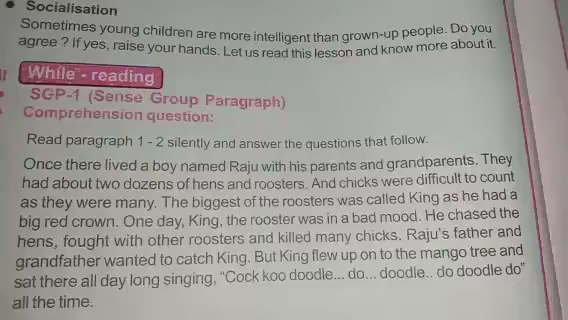 • Socialisation
Sometimes young children are more intelligent than grown-up people. Do you
agree ? If yes, raise your hands. Let us read this lesson and know more about it.
While - reading
SGP-1 (Sense Group Paragraph)
Comprehension question:
Read paragraph 1 - 2 silently and answer the questions that follow.
Once there lived a boy named Raju with his parents and grandparents. They
had about two dozens of hens and roosters. And chicks were difficult to count
as they were many. The biggest of the roosters was called King as he had a
big red crown. One day, King, the rooster was in a bad mood. He chased the
hens, fought with other roosters and killed many chicks. Raju's father and
grandfather wanted to catch King. But King flew up on to the mango tree and
sat there all day long singing, “Cock koo doodle... do... doodle.. do doodle do”
all the time.